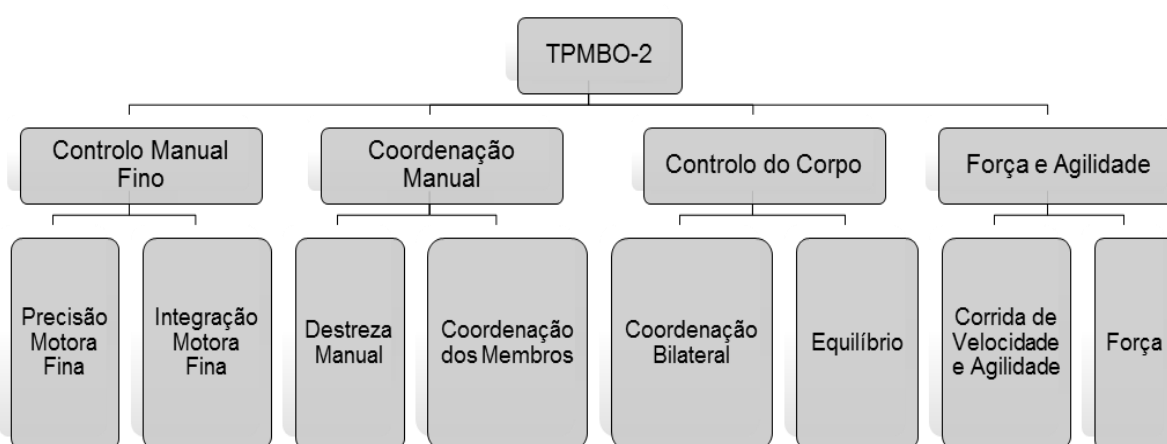 TPMBO-2
Controlo Manual
Fino
Coordenação
Manual
Controlo do Corpo
Força e Agilidade
Precisão
Motora
Fina
Integração
Motora
Fina
Destreza
Manual
Coordenação
dos Membros
Coordenação
Bilateral
Equilíbrio
Corrida de
Velocidade
e Agilidade
Força